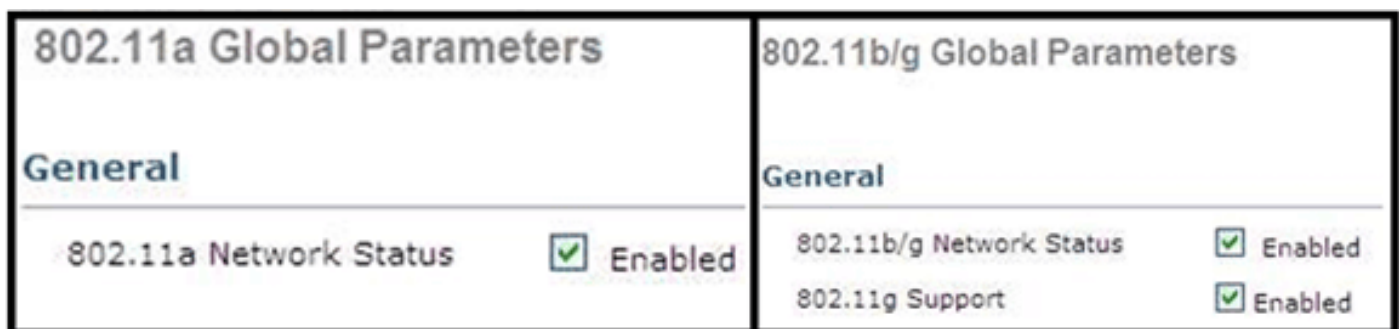 802.11a Global Parameters
General
802.11a Network Status Enabled
802.11b/g Global Parameters
General
802.11b/g Network Status Enabled
802.11g Support Enabled